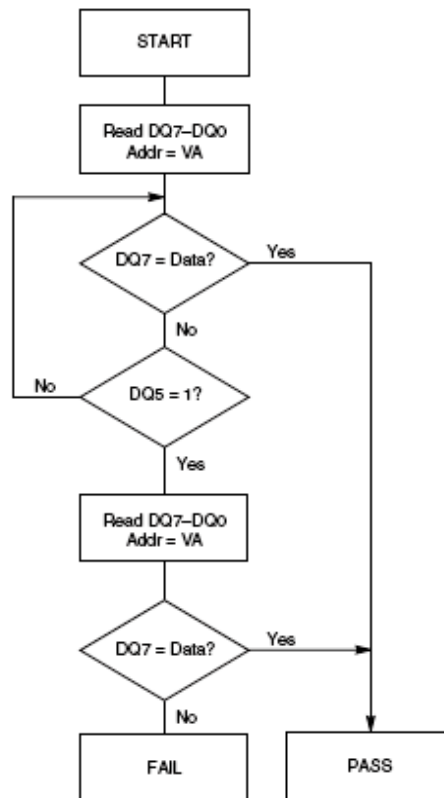 START
Read DQ7–DQ0
Addr = VA
DQ7 = Data?
Yes
No
No
DQ5 = 1?
Yes
Read DQ7–DQ0
Addr = VA
DQ7 = Data?
Yes
No
FAIL
PASS